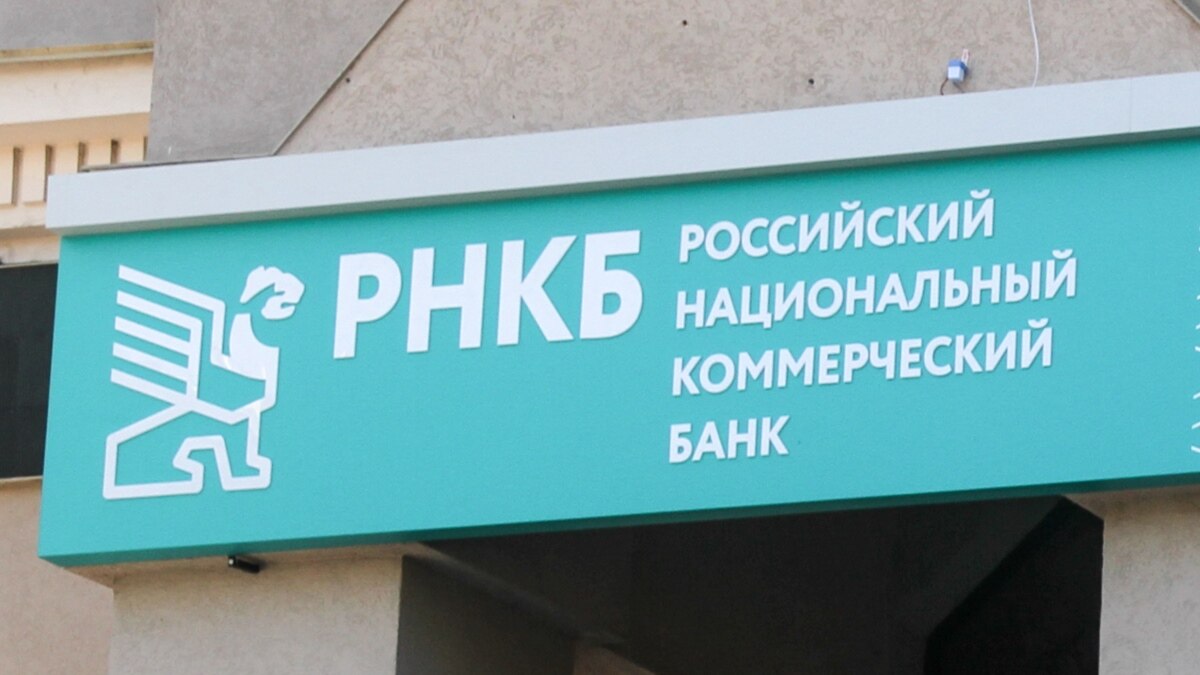 РНКБ
РОССИЙСКИЙ
НАЦИОНАЛЬНЫЙ
КОММЕРЧЕСКИЙ
БАНК